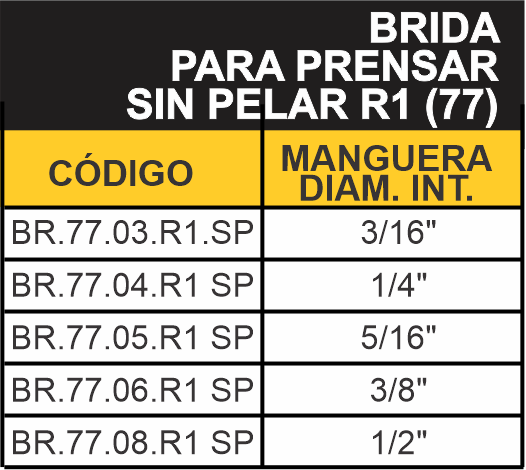 BRIDA
PARA PRENSAR
SIN PELAR R1 (77)
CÓDIGO MANGUERA DIAM. INT.
BR.77.03.R1.SP 3/16"
BR.77.04.R1 SP 1/4"
BR.77.05.R1 SP 5/16"
BR.77.06.R1 SP 3/8"
BR.77.08.R1 SP 1/2"